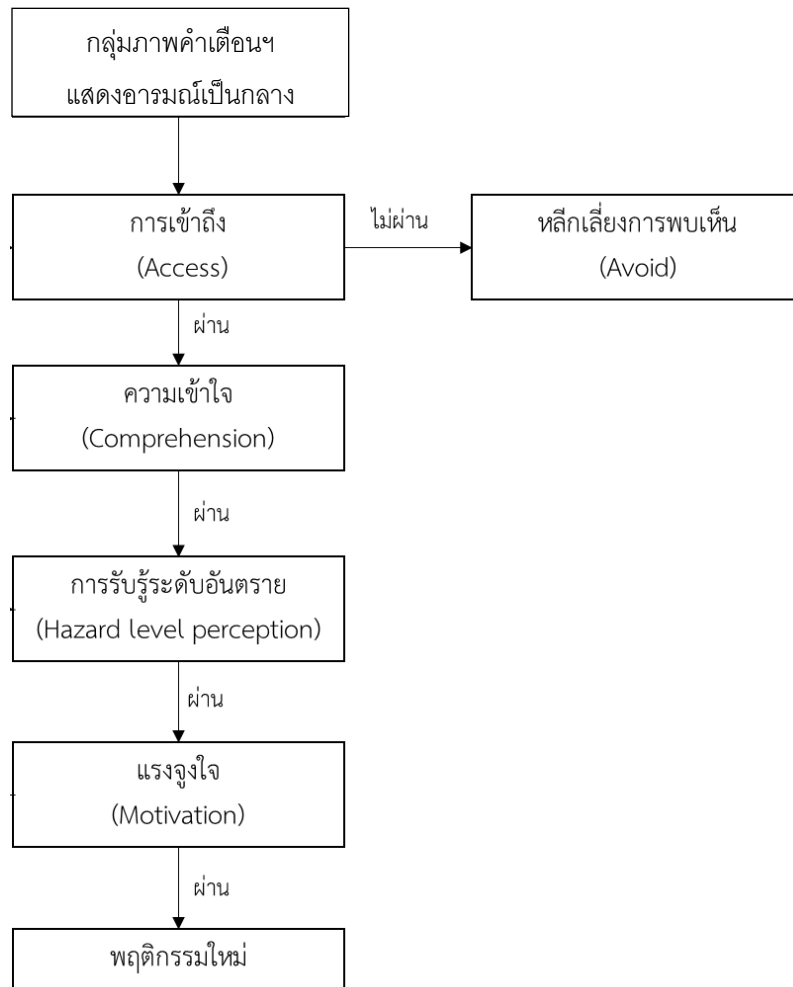 กลุ่มภาพคำเตือนฯ
แสดงอารมณ์เป็นกลาง
การเข้าถึง
(Access)
ไม่ผ่าน
หลีกเลี่ยงการพบเห็น
(Avoid)
ผ่าน
ความเข้าใจ
(Comprehension)
ผ่าน
การรับรู้ระดับอันตราย
(Hazard level perception)
ผ่าน
แรงจูงใจ
(Motivation)
ผ่าน
พฤติกรรมใหม่